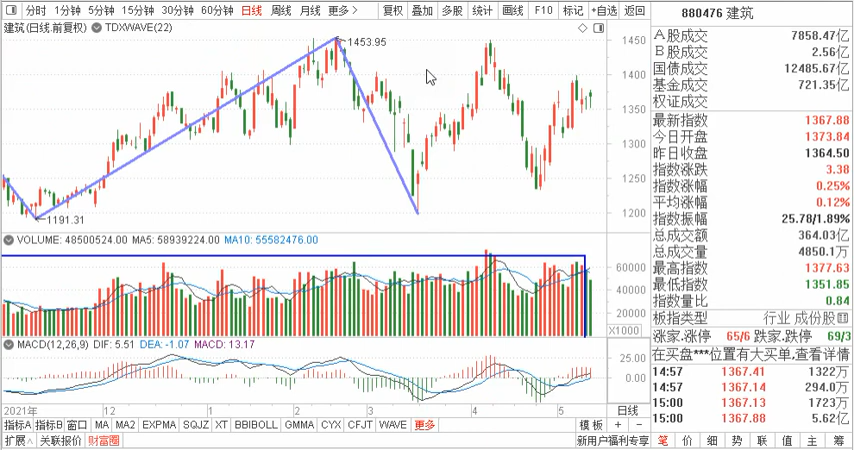 分时 1分钟 5分钟 15分钟 30分钟 60分钟 日线 周线 月线 更多 > 复权 叠加 多股 统计 画线 F10 标记 +自选 返回
建筑(日线.前复权) TDXWAVE(22)
1453.95
1191.31
1450
1400
1350
1300
1250
1200
VOLUME: 48500524.00 MA5: 58939224.00 MA10: 55582476.00
60000
40000
20000
X1000
MACD(12,26,9) DIF: 5.51 DEA: -1.07 MACD: 13.17
25.00
0.00
2021年 12 1 2 3 4 5 日线
指标A 指标B 窗口 MA MA2 EXPMA SQJZ XT BBIBOLL GMMA CYX CFJT WAVE 更多 模板 + -
扩展∧ 关联报价 财富圈 新用户福利专享
880476 建筑
A股成交 7858.47亿
B股成交 2.56亿
国债成交 12485.67亿
基金成交 721.35亿
权证成交
最新指数 1367.88
今日开盘 1373.84
昨日收盘 1364.50
指数涨跌 3.38
指数涨幅 0.25%
平均涨幅 0.12%
指数振幅 25.78/1.89%
总成交额 364.03亿
总成交量 4850.1万
最高指数 1377.63
最低指数 1351.85
指数量比 0.84
板指类型 行业 成份股
涨家.涨停 65/6 跌家.跌停 69/3
在买盘***位置有大买单,查看详情
14:57 1367.41 1322万
14:57 1367.14 294.0万
15:00 1367.13 1723万
15:00 1367.88 5.62亿
笔 价 细 势 联 值 主 筹